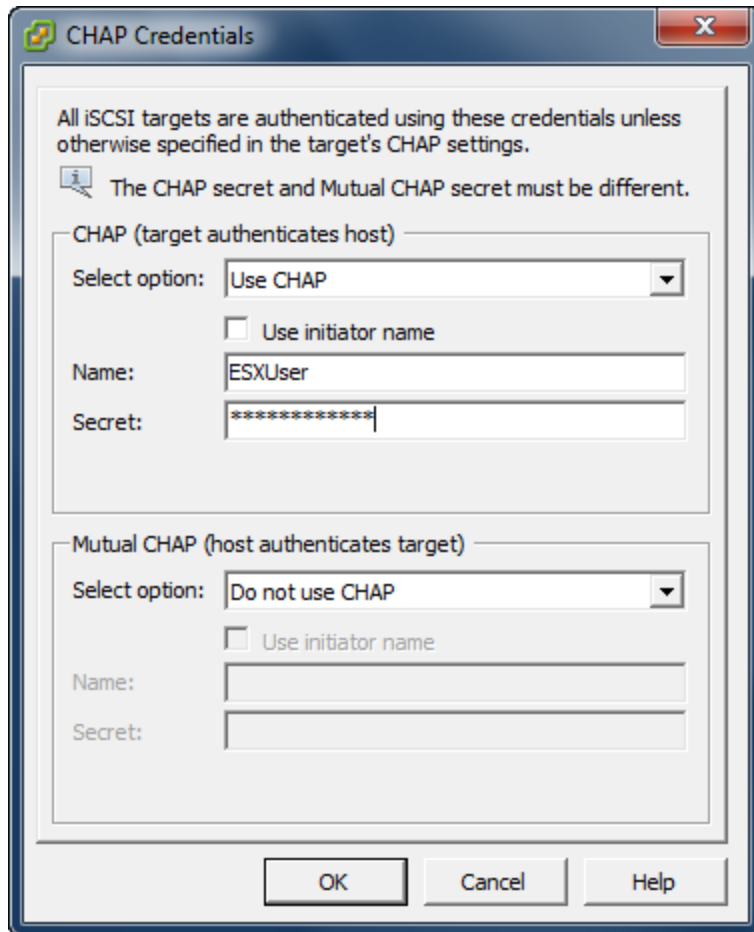 CHAP Credentials
All iSCSI targets are authenticated using these credentials unless
otherwise specified in the target's CHAP settings.
The CHAP secret and Mutual CHAP secret must be different.
CHAP (target authenticates host)
Select option: Use CHAP
Use initiator name
Name: ESXUser
Secret: ************
Mutual CHAP (host authenticates target)
Select option: Do not use CHAP
Use initiator name
Name:
Secret:
OK Cancel Help